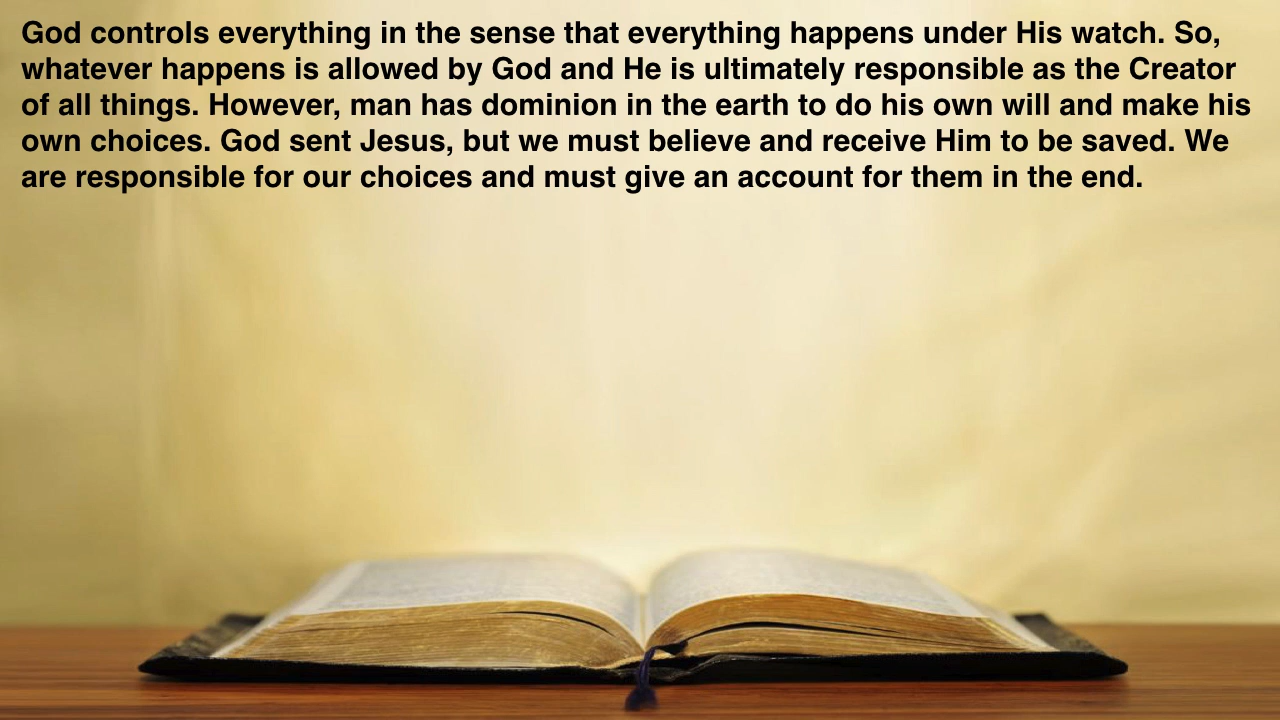 God controls everything in the sense that everything happens under His watch. So,
whatever happens is allowed by God and He is ultimately responsible as the Creator
of all things. However, man has dominion in the earth to do his own will and make his
own choices. God sent Jesus, but we must believe and receive Him to be saved. We
are responsible for our choices and must give an account for them in the end.